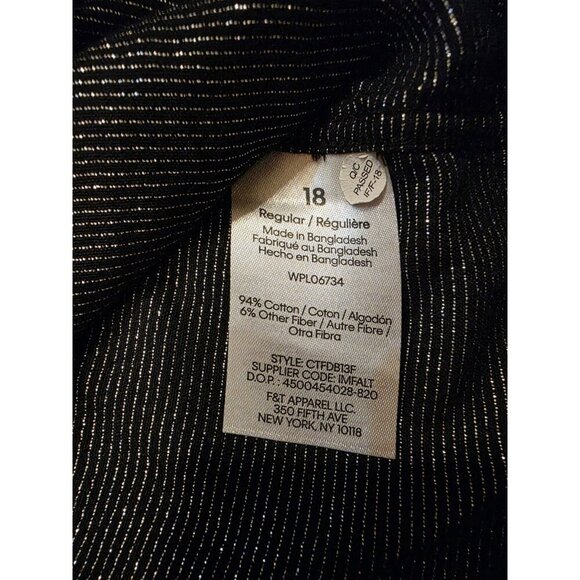 Q/C
PASSED
IF/F-18
18
Regular / Régulière
Made in Bangladesh
Fabriqué au Bangladesh
Hecho en Bangladesh
WPL06734
94% Cotton / Coton / Algodón
6% Other Fiber / Autre Fibre /
Otra Fibra
STYLE: CTFDB13F
SUPPLIER CODE: IMFALT
D.O.P. : 4500454028-820
F&T APPAREL LLC.
350 FIFTH AVE
NEW YORK, NY 10118